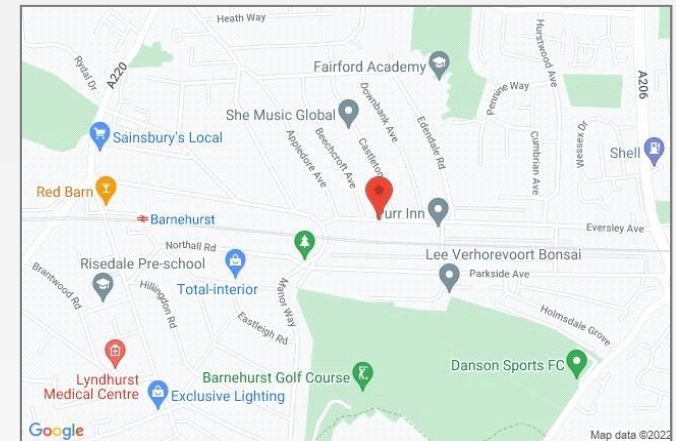 Heath Way
Rydal Dr
A220
Fairford Academy
Hurstwood Ave
A206
Pennine Way
Downbank Ave
She Music Global
Edendale Rd
Wessex Dr
Cumbrian Ave
Castleton
Beechcroft Ave
Appledore Ave
Sainsbury's Local
Shell
Red Barn
urr Inn
Barnehurst
Eversley Ave
Northall Rd
Lee Verhorevoort Bonsai
Risedale Pre-school
Parkside Ave
Brantwood Rd
Hillingdon Rd
Total-interior
Manor Way
Holmsdale Grove
Eastleigh Rd
Danson Sports FC
Lyndhurst
Medical Centre
Barnehurst Golf Course
Exclusive Lighting
Google
Map data ©2022